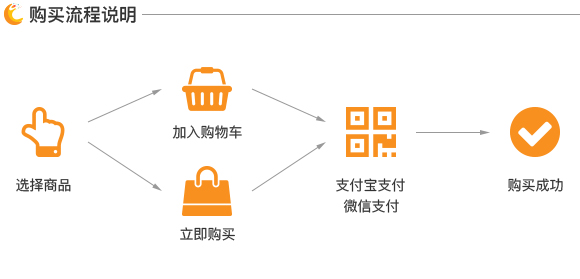 购买流程说明
加入购物车
选择商品
支付宝支付
微信支付
购买成功
立即购买